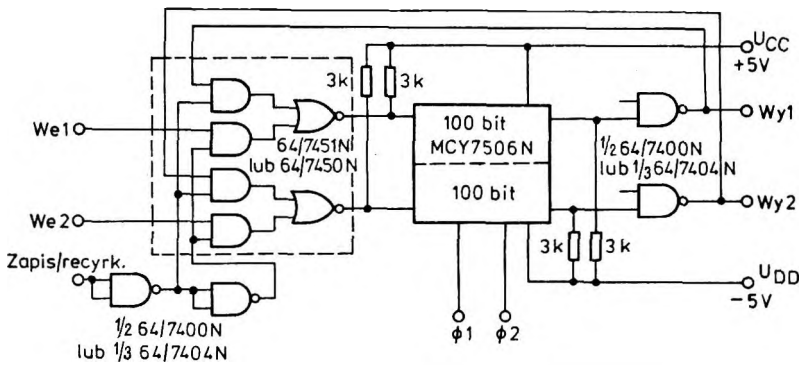 UCC
+5V
3k
3k
We1
64/7451N
lub 64/7450N
100 bit
MCY7506N
100 bit
Wy1
1/2 64/7400N
lub 1/3 64/7404N
We2
Wy2
3k
3k
Zapis/recyrk.
UDD
-5V
1/2 64/7400N
lub 1/3 64/7404N
ϕ1
ϕ2